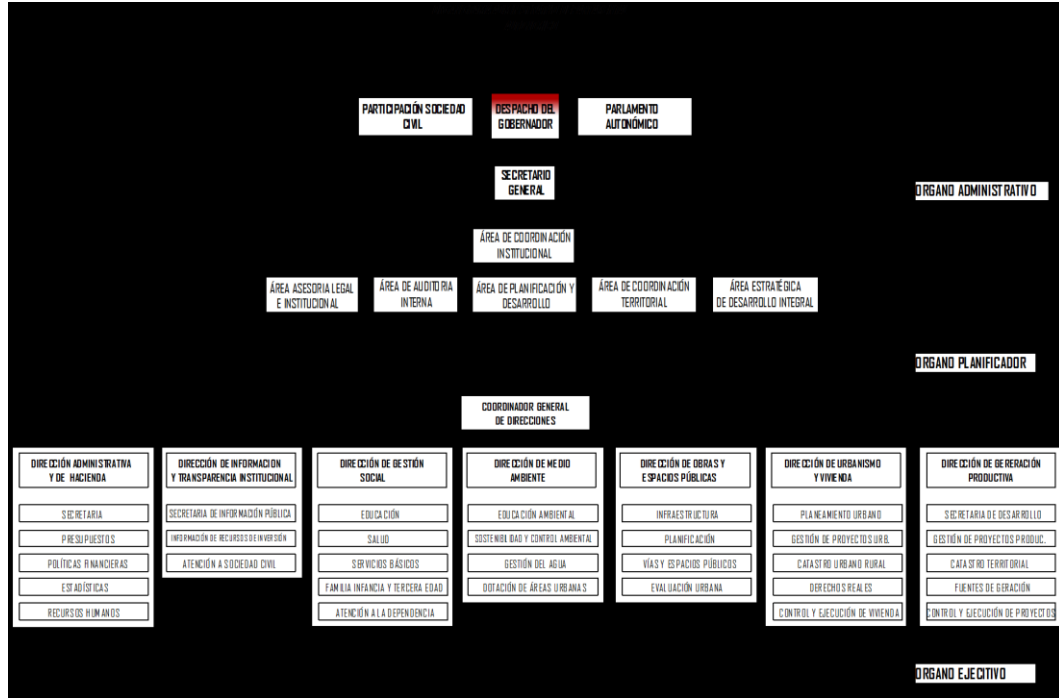 PARTICIPACIÓN SOCIEDAD
CIVIL
DESPACHO DEL
GOBERNADOR
PARLAMENTO
AUTONÓMICO
SECRETARIO
GENERAL
ORGANO ADMINISTRATIVO
ÁREA DE COORDINACIÓN
INSTITUCIONAL
ÁREA ASESORIA LEGAL
E INSTITUCIONAL
ÁREA DE AUDITORIA
INTERNA
ÁREA DE PLANIFICACIÓN Y
DESARROLLO
ÁREA DE COORDINACIÓN
TERRITORIAL
ÁREA ESTRATÉGICA
DE DESARROLLO INTEGRAL
ORGANO PLANIFICADOR
COORDINADOR GENERAL
DE DIRECCIONES
DIRECCIÓN ADMINISTRATIVA
Y DE HACIENDA
SECRETARIA
PRESUPUESTOS
POLÍTICAS FINANCIERAS
ESTADÍSTICAS
RECURSOS HUMANOS
DIRECCIÓN DE INFORMACION
Y TRANSPARENCIA INSTITUCIONAL
SECRETARIA DE INFORMACIÓN PÚBLICA
INFORMACIÓN DE RECURSOS DE INVERSIÓN
ATENCIÓN A SOCIEDAD CIVIL
DIRECCIÓN DE GESTIÓN
SOCIAL
EDUCACIÓN
SALUD
SERVICIOS BÁSICOS
FAMILIA INFANCIA Y TERCERA EDAD
ATENCIÓN A LA DEPENDENCIA
DIRECCIÓN DE MEDIO
AMBIENTE
EDUCACIÓN AMBIENTAL
SOSTENIBILIDAD Y CONTROL AMBIENTAL
GESTIÓN DEL AGUA
DOTACIÓN DE ÁREAS URBANAS
DIRECCIÓN DE OBRAS Y
ESPACIOS PÚBLICOS
INFRAESTRUCTURA
PLANIFICACIÓN
VÍAS Y ESPACIOS PÚBLICOS
EVALUACIÓN URBANA
DIRECCIÓN DE URBANISMO
Y VIVIENDA
PLANEAMIENTO URBANO
GESTIÓN DE PROYECTOS URB.
CATASTRO URBANO RURAL
DERECHOS REALES
CONTROL Y EJECUCIÓN DE VIVIENDA
DIRECCIÓN DE GERERACIÓN
PRODUCTIVA
SECRETARIA DE DESARROLLO
GESTIÓN DE PROYECTOS PRODUC.
CATASTRO TERRITORIAL
FUENTES DE GERACIÓN
CONTROL Y EJECUCIÓN DE PROYECTOS
ORGANO EJECITIVO